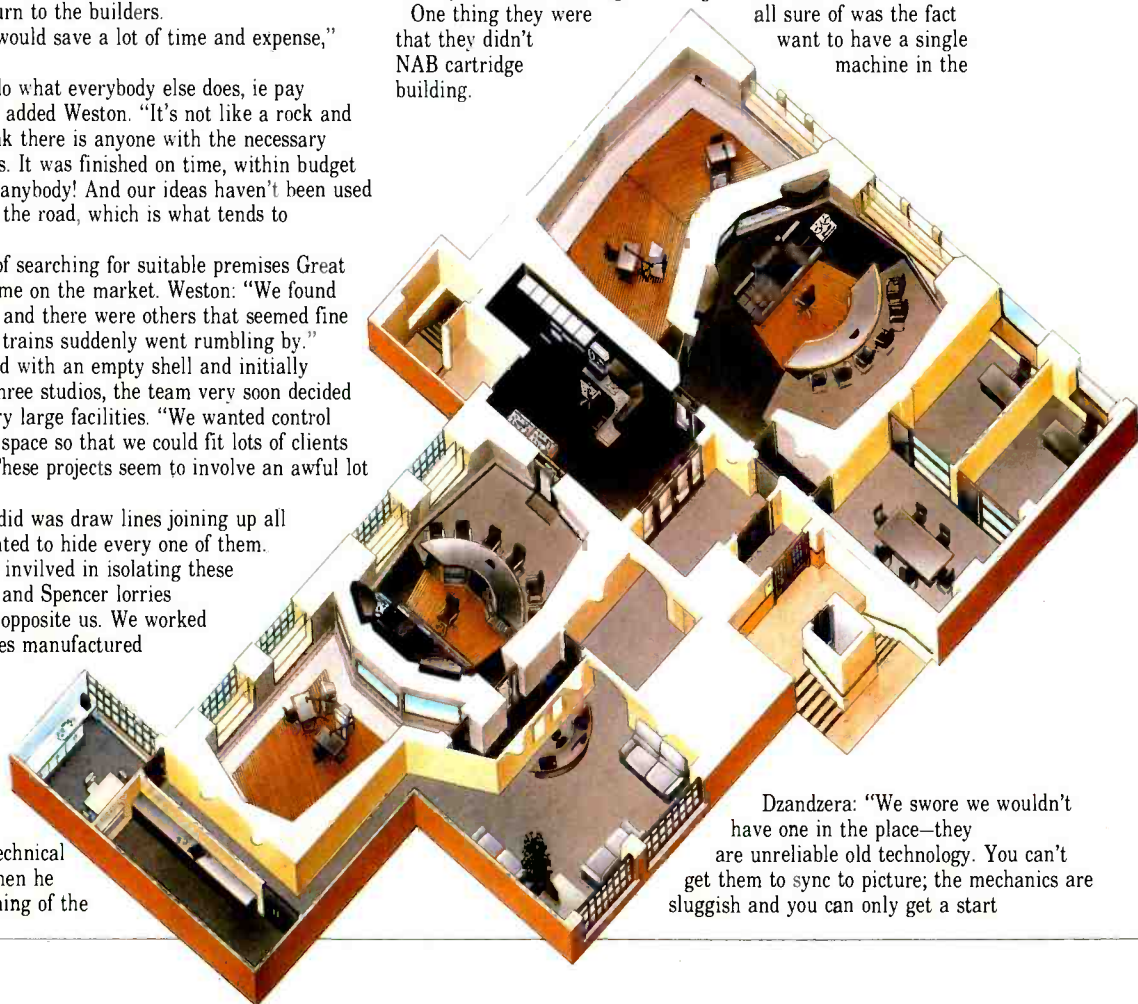 urn to the builders.
would save a lot of time and expense,"
lo what everybody else does, ie pay
added Weston. "It's not like a rock and
nk there is anyone with the necessary
s. It was finished on time, within budget
anybody! And our ideas haven't been used
the road, which is what tends to
of searching for suitable premises Great
me on the market. Weston: "We found
and there were others that seemed fine
trains suddenly went rumbling by."
d with an empty shell and initially
hree studios, the team very soon decided
ry large facilities. "We wanted control
space so that we could fit lots of clients
These projects seem to involve an awful lot
did was draw lines joining up all
nted to hide every one of them.
invilved in isolating these
and Spencer lorries
opposite us. We worked
es manufactured
echnical
hen he
ning of the
One thing they were all sure of was the fact
that they didn't want to have a single
NAB cartridge machine in the
building.
Dzandzera: "We swore we wouldn't
have one in the place—they
are unreliable old technology. You can't
get them to sync to picture; the mechanics are
sluggish and you can only get a start